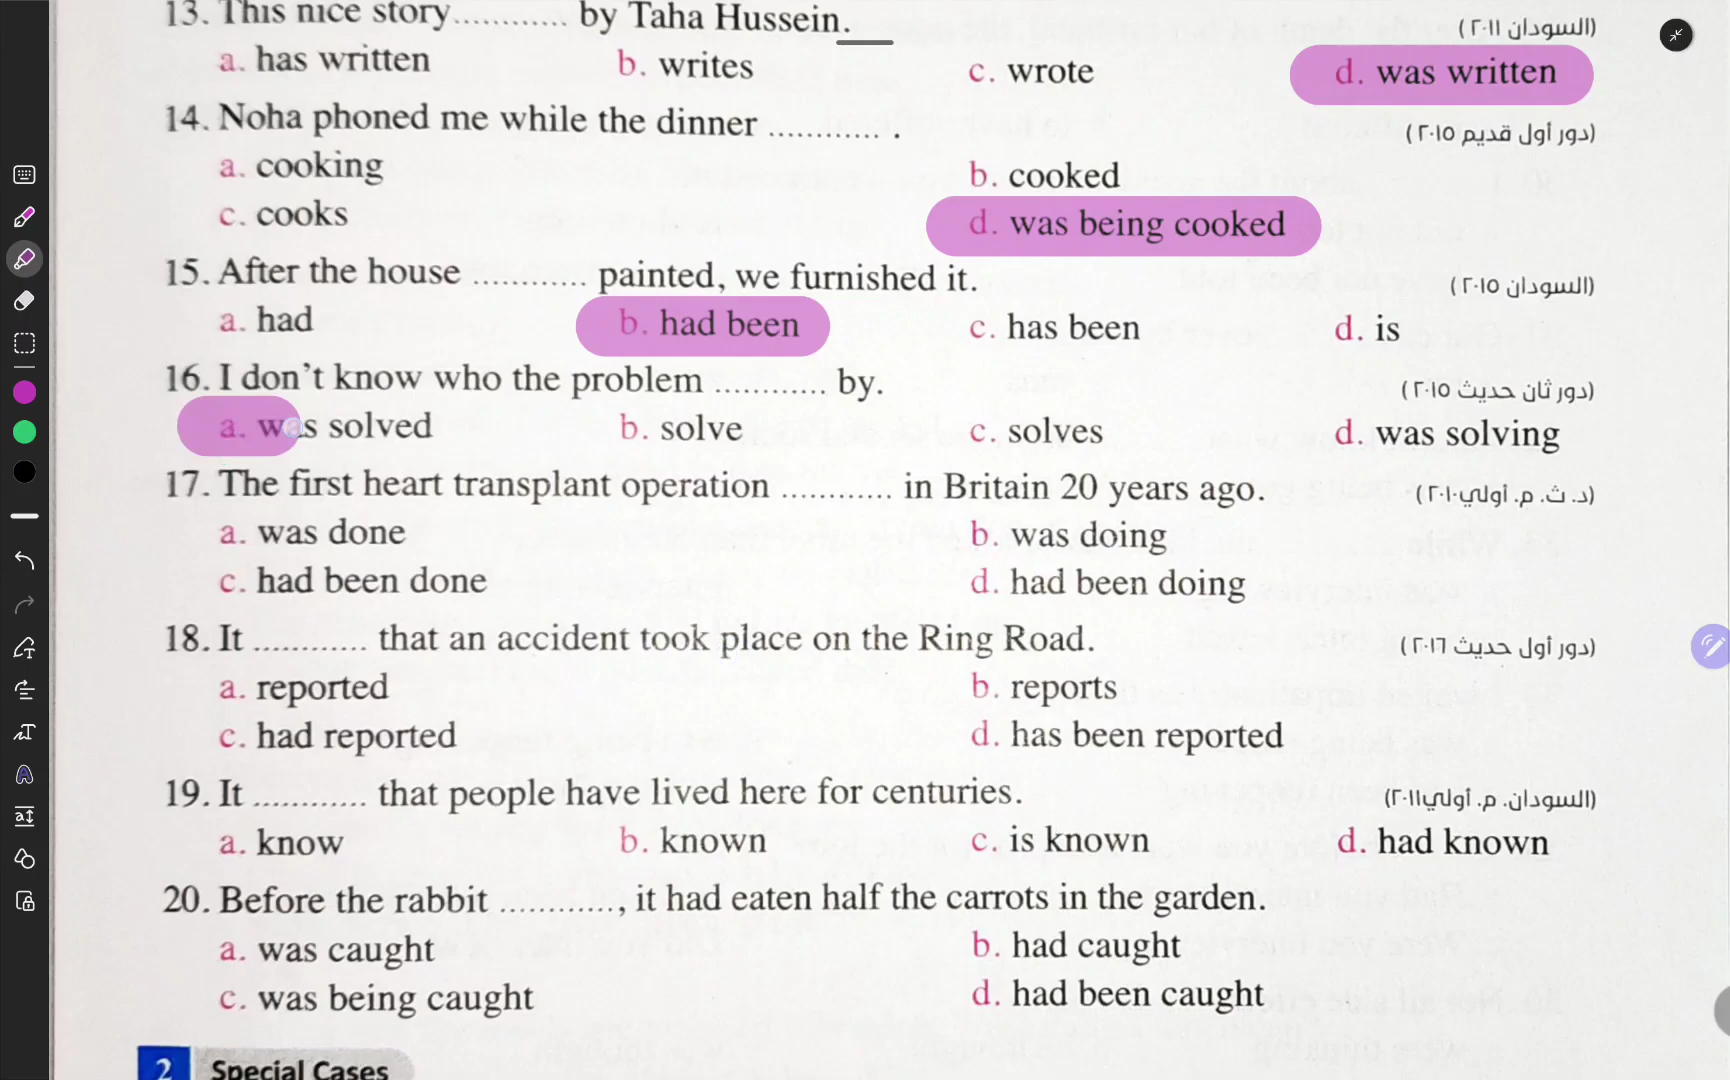 13. This nice story............ by Taha Hussein. (السودان ٢٠١١)
a. has written b. writes c. wrote d. was written
14. Noha phoned me while the dinner ............. (دور أول قديم ٢٠١٥)
a. cooking b. cooked
c. cooks d. was being cooked
15. After the house ............ painted, we furnished it. (السودان ٢٠١٥)
a. had b. had been c. has been d. is
16. I don't know who the problem ............ by. (دور ثان حديث ٢٠١٥)
a. was solved b. solve c. solves d. was solving
17. The first heart transplant operation ............ in Britain 20 years ago. (د. ث. م. أولى ٢٠١٠)
a. was done b. was doing
c. had been done d. had been doing
18. It ............ that an accident took place on the Ring Road. (دور أول حديث ٢٠١٦)
a. reported b. reports
c. had reported d. has been reported
19. It ............ that people have lived here for centuries. (السودان. م. أولى ٢٠١١)
a. know b. known c. is known d. had known
20. Before the rabbit ............, it had eaten half the carrots in the garden.
a. was caught b. had caught
c. was being caught d. had been caught
2 Special Cases